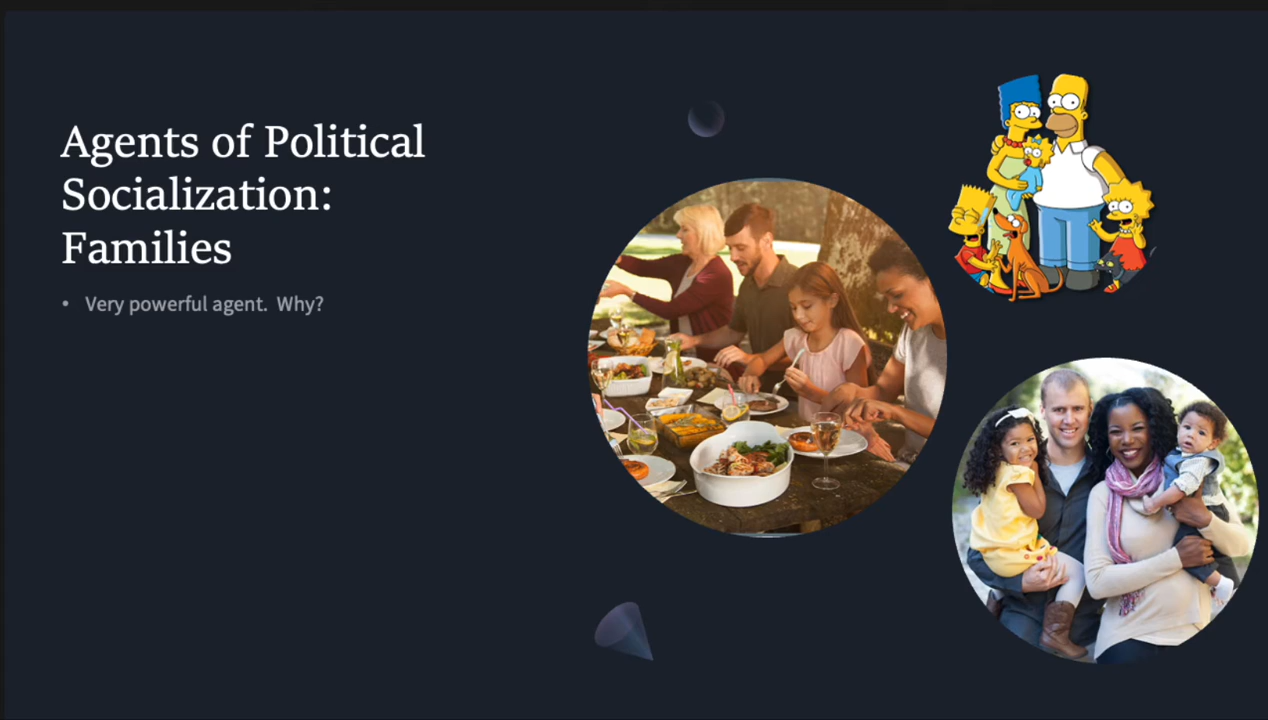 Agents of Political
Socialization:
Families
• Very powerful agent. Why?